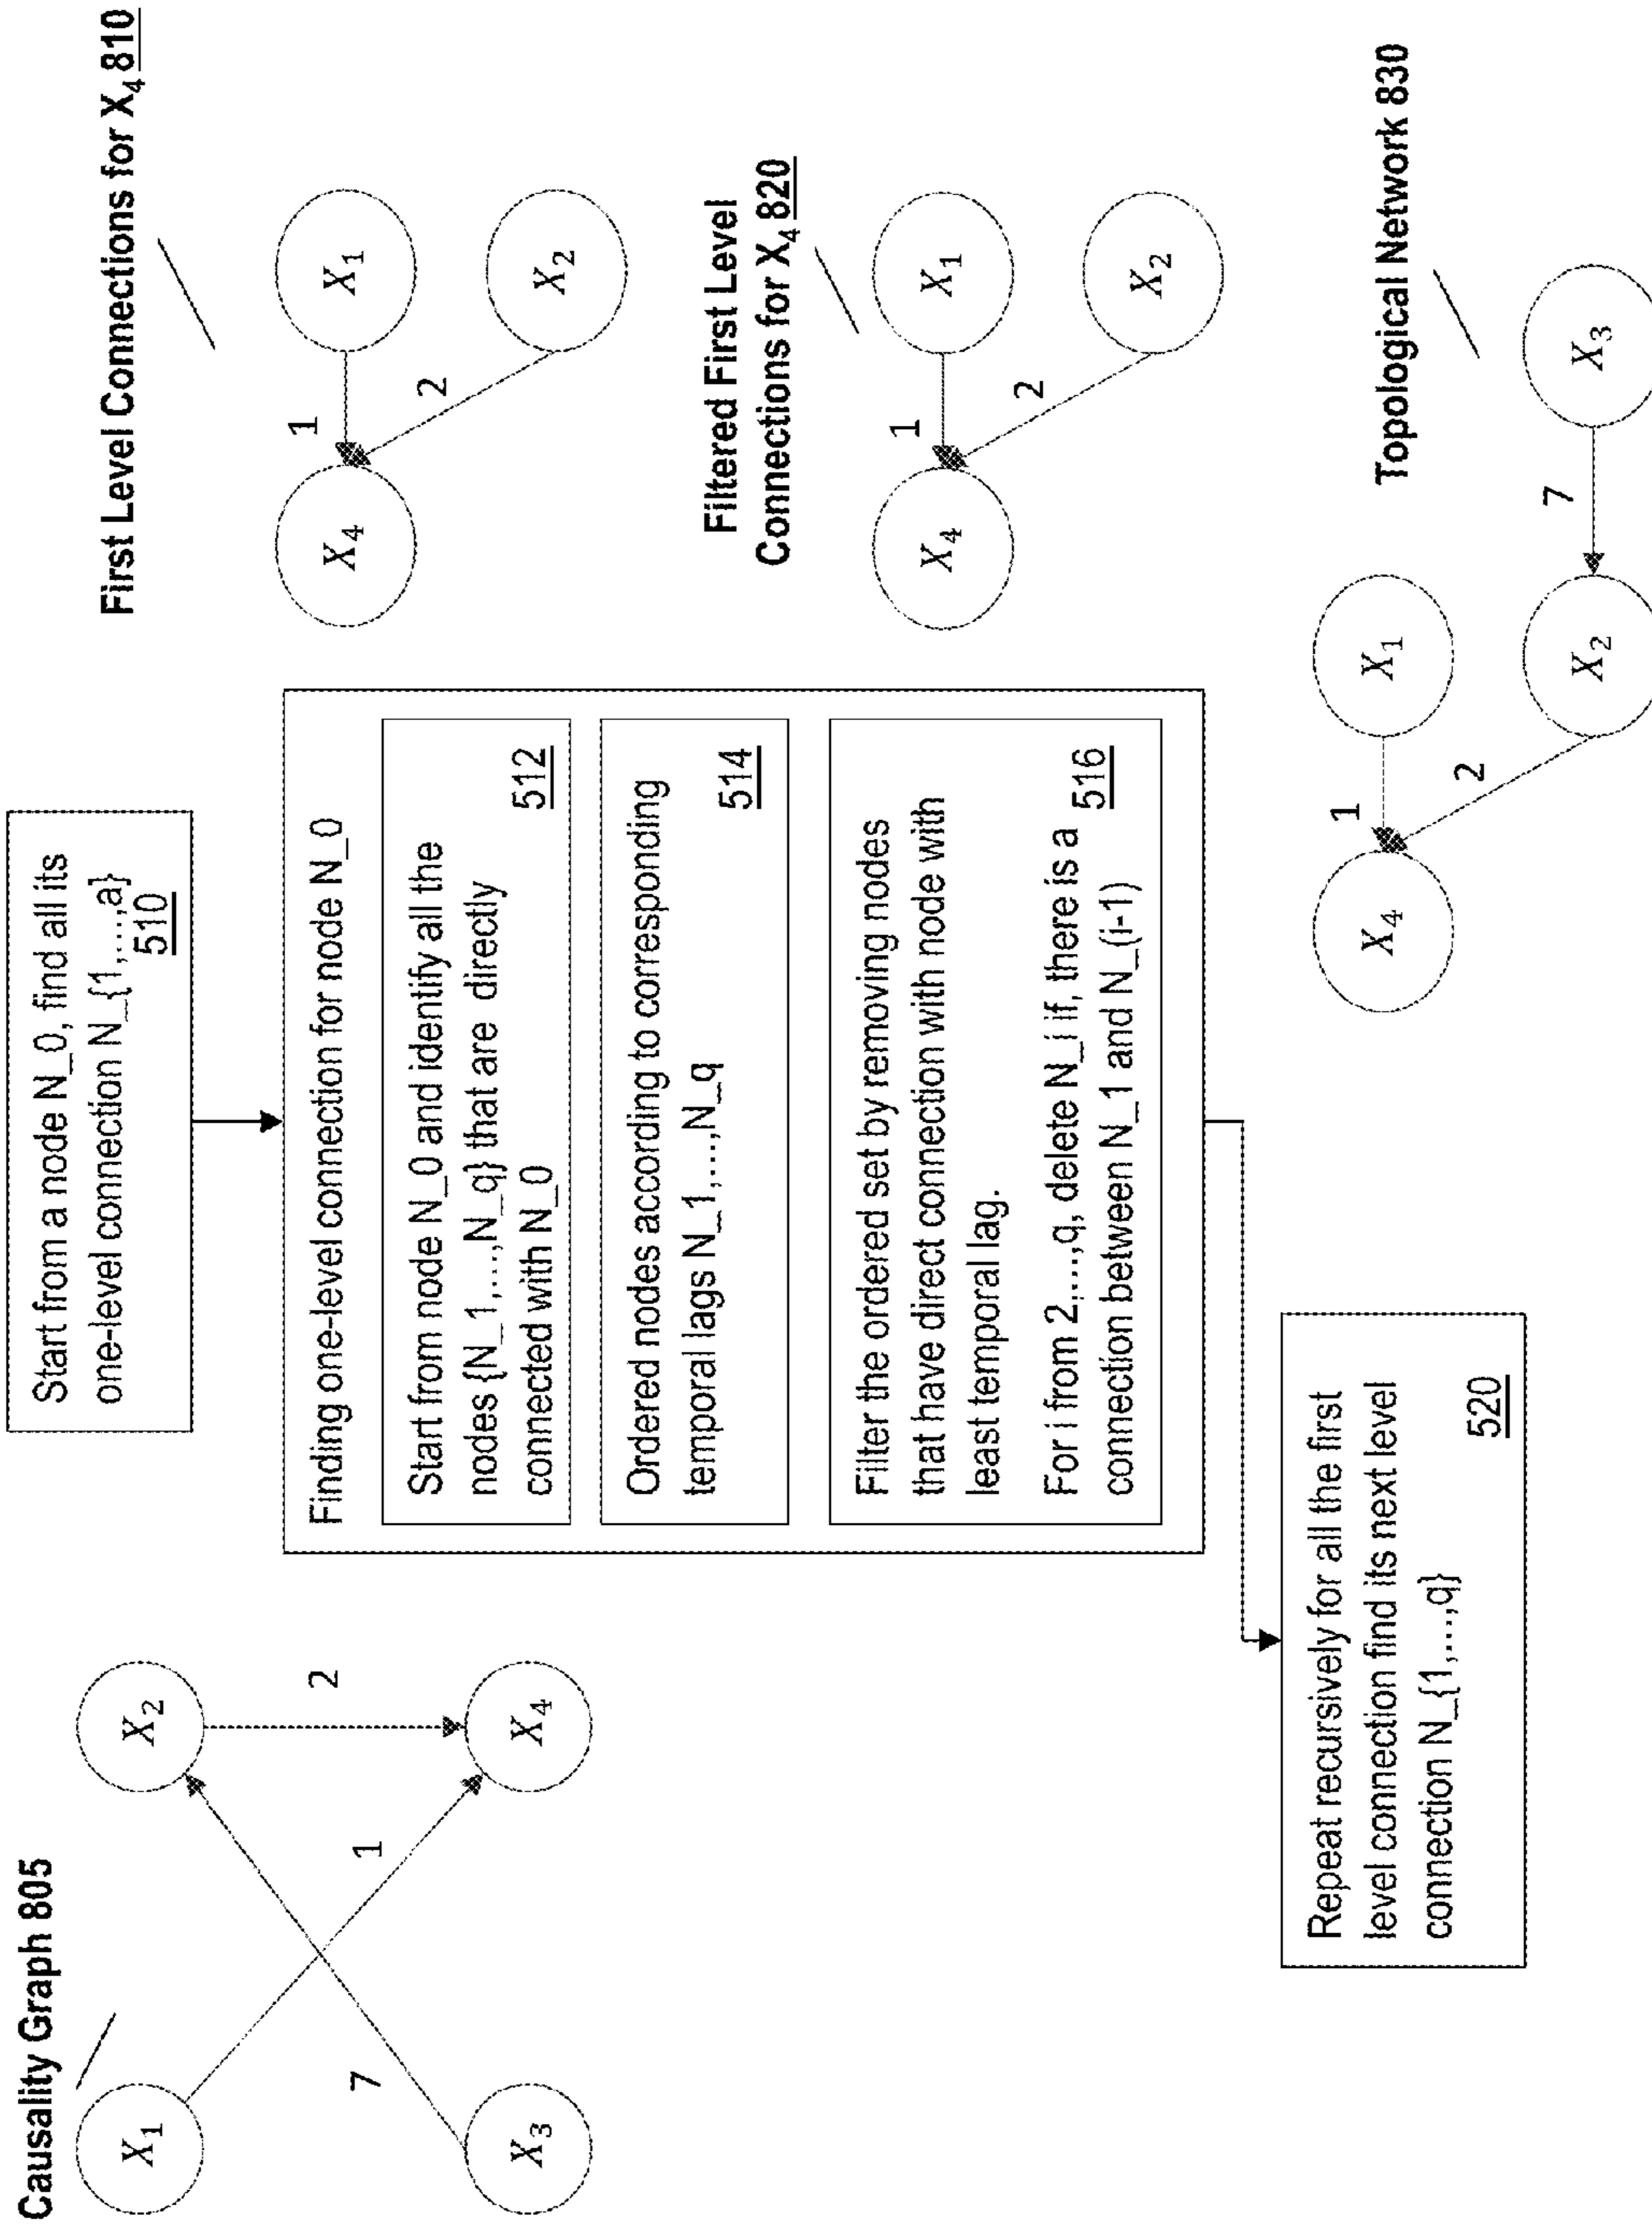 Causality Graph 805
X₁
X₂
X₃
X₄
7
1
2
Start from a node N_0, find all its
one-level connection N_{1,...,a}
510
Finding one-level connection for node N_0
Start from node N_0 and identify all the
nodes {N_1,...,N_q} that are directly
connected with N_0
512
Ordered nodes according to corresponding
temporal lags N_1,...,N_q
514
Filter the ordered set by removing nodes
that have direct connection with node with
least temporal lag.
For i from 2,...,q, delete N_i if, there is a
connection between N_1 and N_(i-1)
516
Repeat recursively for all the first
level connection find its next level
connection N_{1,...,q}
520
First Level Connections for X₄ 810
X₄
1
X₁
2
X₂
Filtered First Level
Connections for X₄ 820
X₄
1
X₁
2
X₂
Topological Network 830
X₄
1
X₁
2
X₂
7
X₃